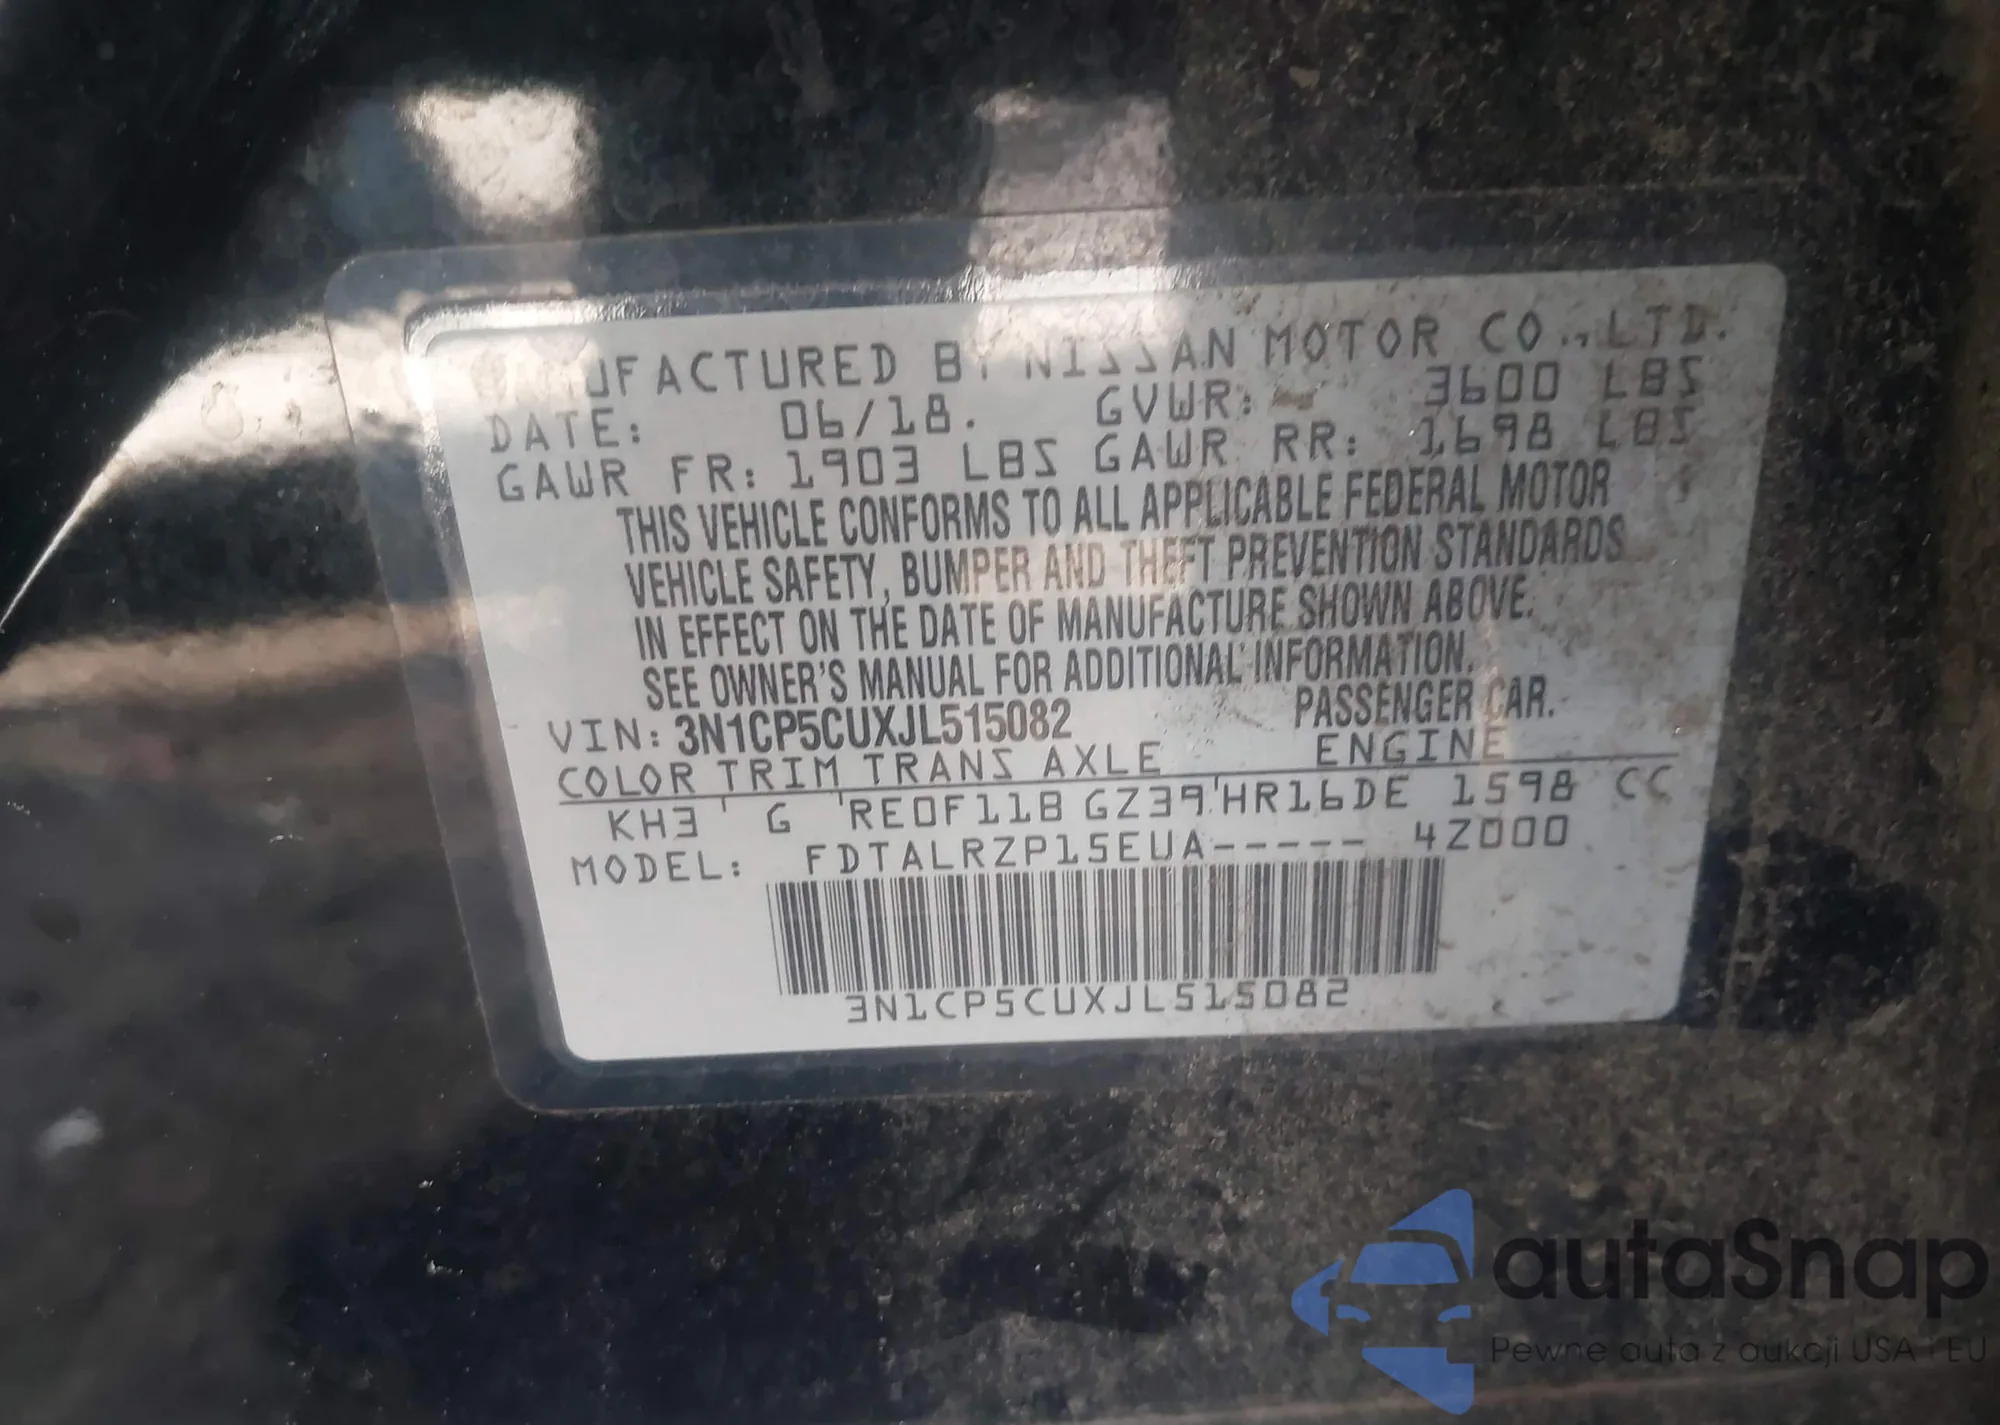 MANUFACTURED BY NISSAN MOTOR CO.,LTD.
DATE: 06/18. GVWR: 3600 LBS
GAWR FR: 1903 LBS GAWR RR: 1698 LBS
THIS VEHICLE CONFORMS TO ALL APPLICABLE FEDERAL MOTOR
VEHICLE SAFETY, BUMPER AND THEFT PREVENTION STANDARDS
IN EFFECT ON THE DATE OF MANUFACTURE SHOWN ABOVE.
SEE OWNER'S MANUAL FOR ADDITIONAL INFORMATION.
VIN: 3N1CP5CUXJL515082 PASSENGER CAR.
COLOR TRIM TRANS AXLE ENGINE
KH3 G RE0F11B GZ39 HR16DE 1598 CC
MODEL: FDTALRZP15EUA----- 4Z000
3N1CP5CUXJL515082
autaSnap
Pewne auta z aukcji USA i EU